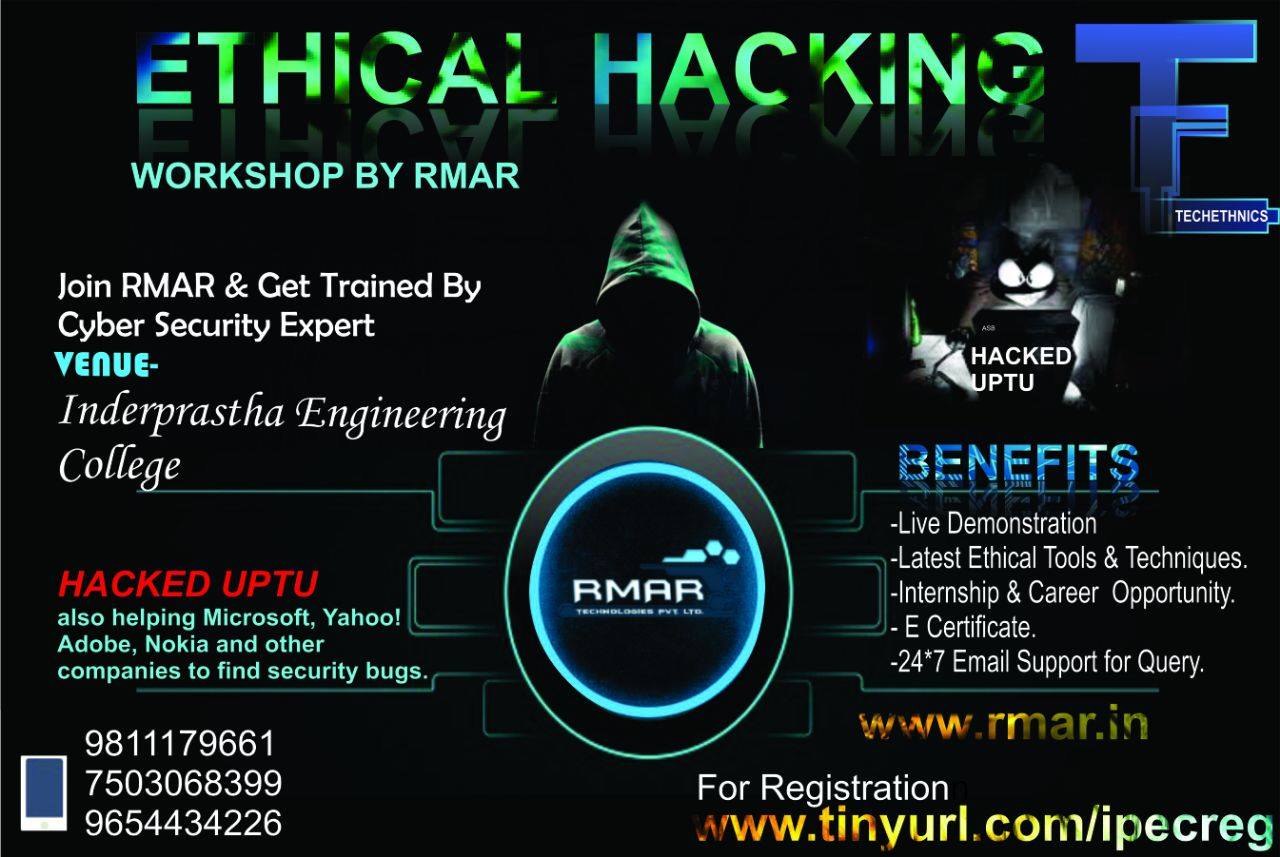 ETHICAL HACKING
WORKSHOP BY RMAR
TECHETHNICS
Join RMAR & Get Trained By
Cyber Security Expert
VENUE-
Inderprastha Engineering
College
ASB
HACKED
UPTU
BENEFITS
-Live Demonstration
-Latest Ethical Tools & Techniques.
-Internship & Career Opportunity.
- E Certificate.
-24*7 Email Support for Query.
RMAR
TECHNOLOGIES PVT. LTD.
HACKED UPTU
also helping Microsoft, Yahoo!
Adobe, Nokia and other
companies to find security bugs.
www.rmar.in
9811179661
7503068399
9654434226
For Registration
www.tinyurl.com/ipecreg